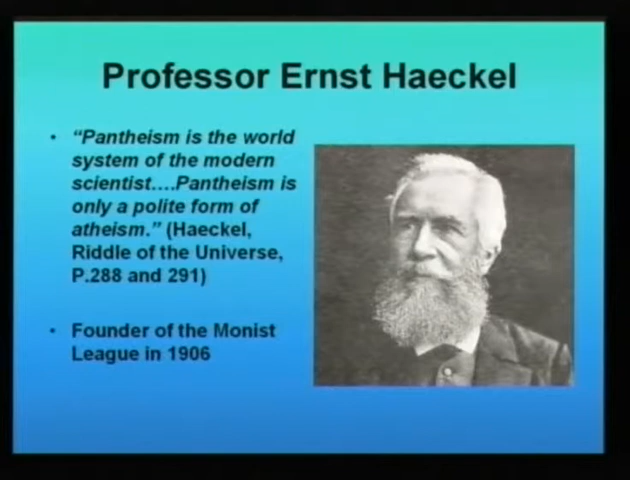 Professor Ernst Haeckel
• "Pantheism is the world
system of the modern
scientist....Pantheism is
only a polite form of
atheism." (Haeckel,
Riddle of the Universe,
P.288 and 291)
• Founder of the Monist
League in 1906